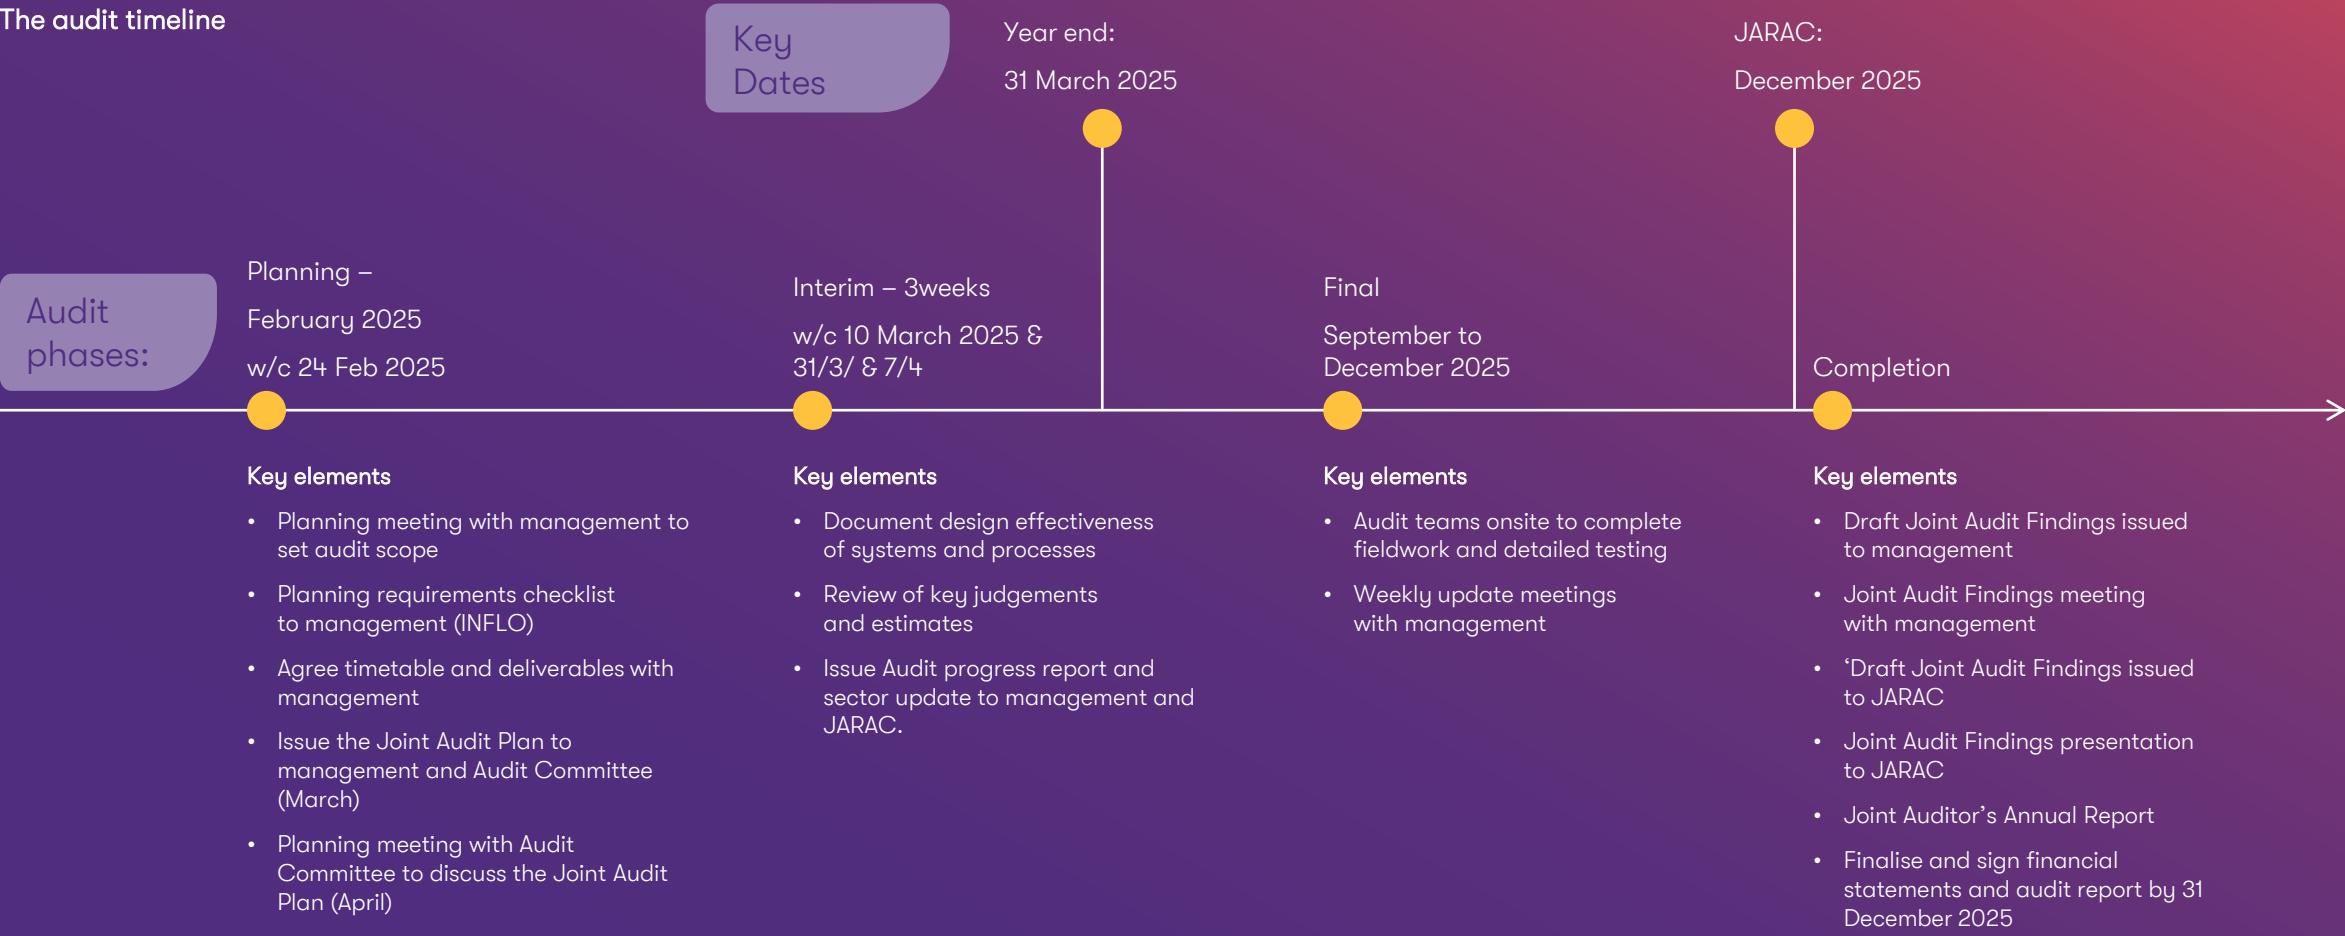 The audit timeline
Key
Dates
Year end:
31 March 2025
JARAC:
December 2025
Audit
phases:
Planning –
February 2025
w/c 24 Feb 2025
Interim – 3weeks
w/c 10 March 2025 &
31/3/ & 7/4
Final
September to
December 2025
Completion
Key elements
• Planning meeting with management to
set audit scope
• Planning requirements checklist
to management (INFLO)
• Agree timetable and deliverables with
management
• Issue the Joint Audit Plan to
management and Audit Committee
(March)
• Planning meeting with Audit
Committee to discuss the Joint Audit
Plan (April)
Key elements
• Document design effectiveness
of systems and processes
• Review of key judgements
and estimates
• Issue Audit progress report and
sector update to management and
JARAC.
Key elements
• Audit teams onsite to complete
fieldwork and detailed testing
• Weekly update meetings
with management
Key elements
• Draft Joint Audit Findings issued
to management
• Joint Audit Findings meeting
with management
• ‘Draft Joint Audit Findings issued
to JARAC
• Joint Audit Findings presentation
to JARAC
• Joint Auditor’s Annual Report
• Finalise and sign financial
statements and audit report by 31
December 2025